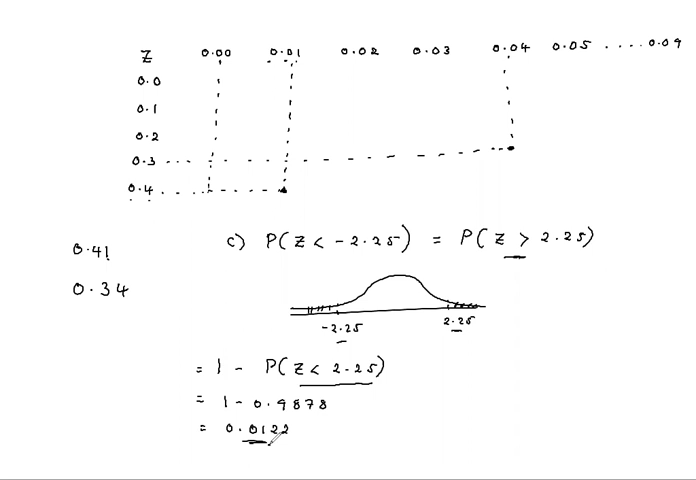 Z 0.00 0.01 0.02 0.03 0.04 0.05 .... 0.09
0.0
0.1
0.2
0.3
0.4
0.41
0.34
c) P(Z < -2.25) = P(Z > 2.25)
-2.25 2.25
= 1 - P(Z < 2.25)
= 1 - 0.9878
= 0.0122